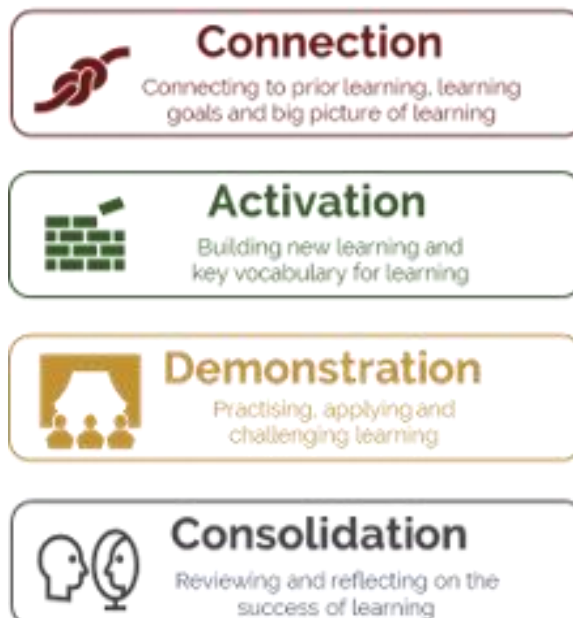 Connection
Connecting to prior learning, learning
goals and big picture of learning
Activation
Building new learning and
key vocabulary for learning
Demonstration
Practising, applying and
challenging learning
Consolidation
Reviewing and reflecting on the
success of learning